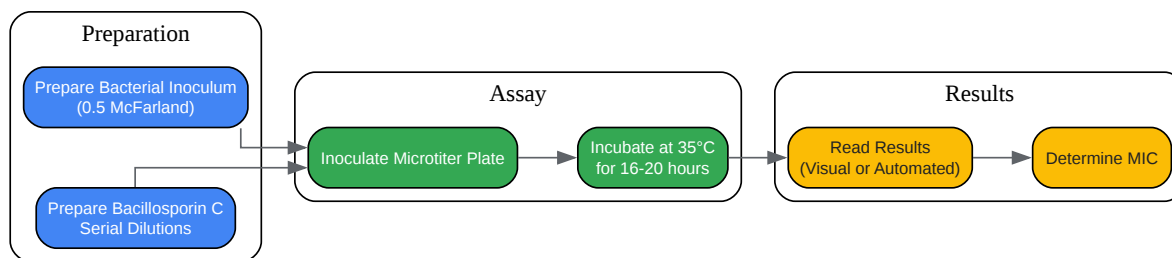 Preparation
Prepare Bacterial Inoculum
(0.5 McFarland)
Prepare Bacillosporin C
Serial Dilutions
Assay
Inoculate Microtiter Plate
Incubate at 35°C
for 16-20 hours
Results
Read Results
(Visual or Automated)
Determine MIC